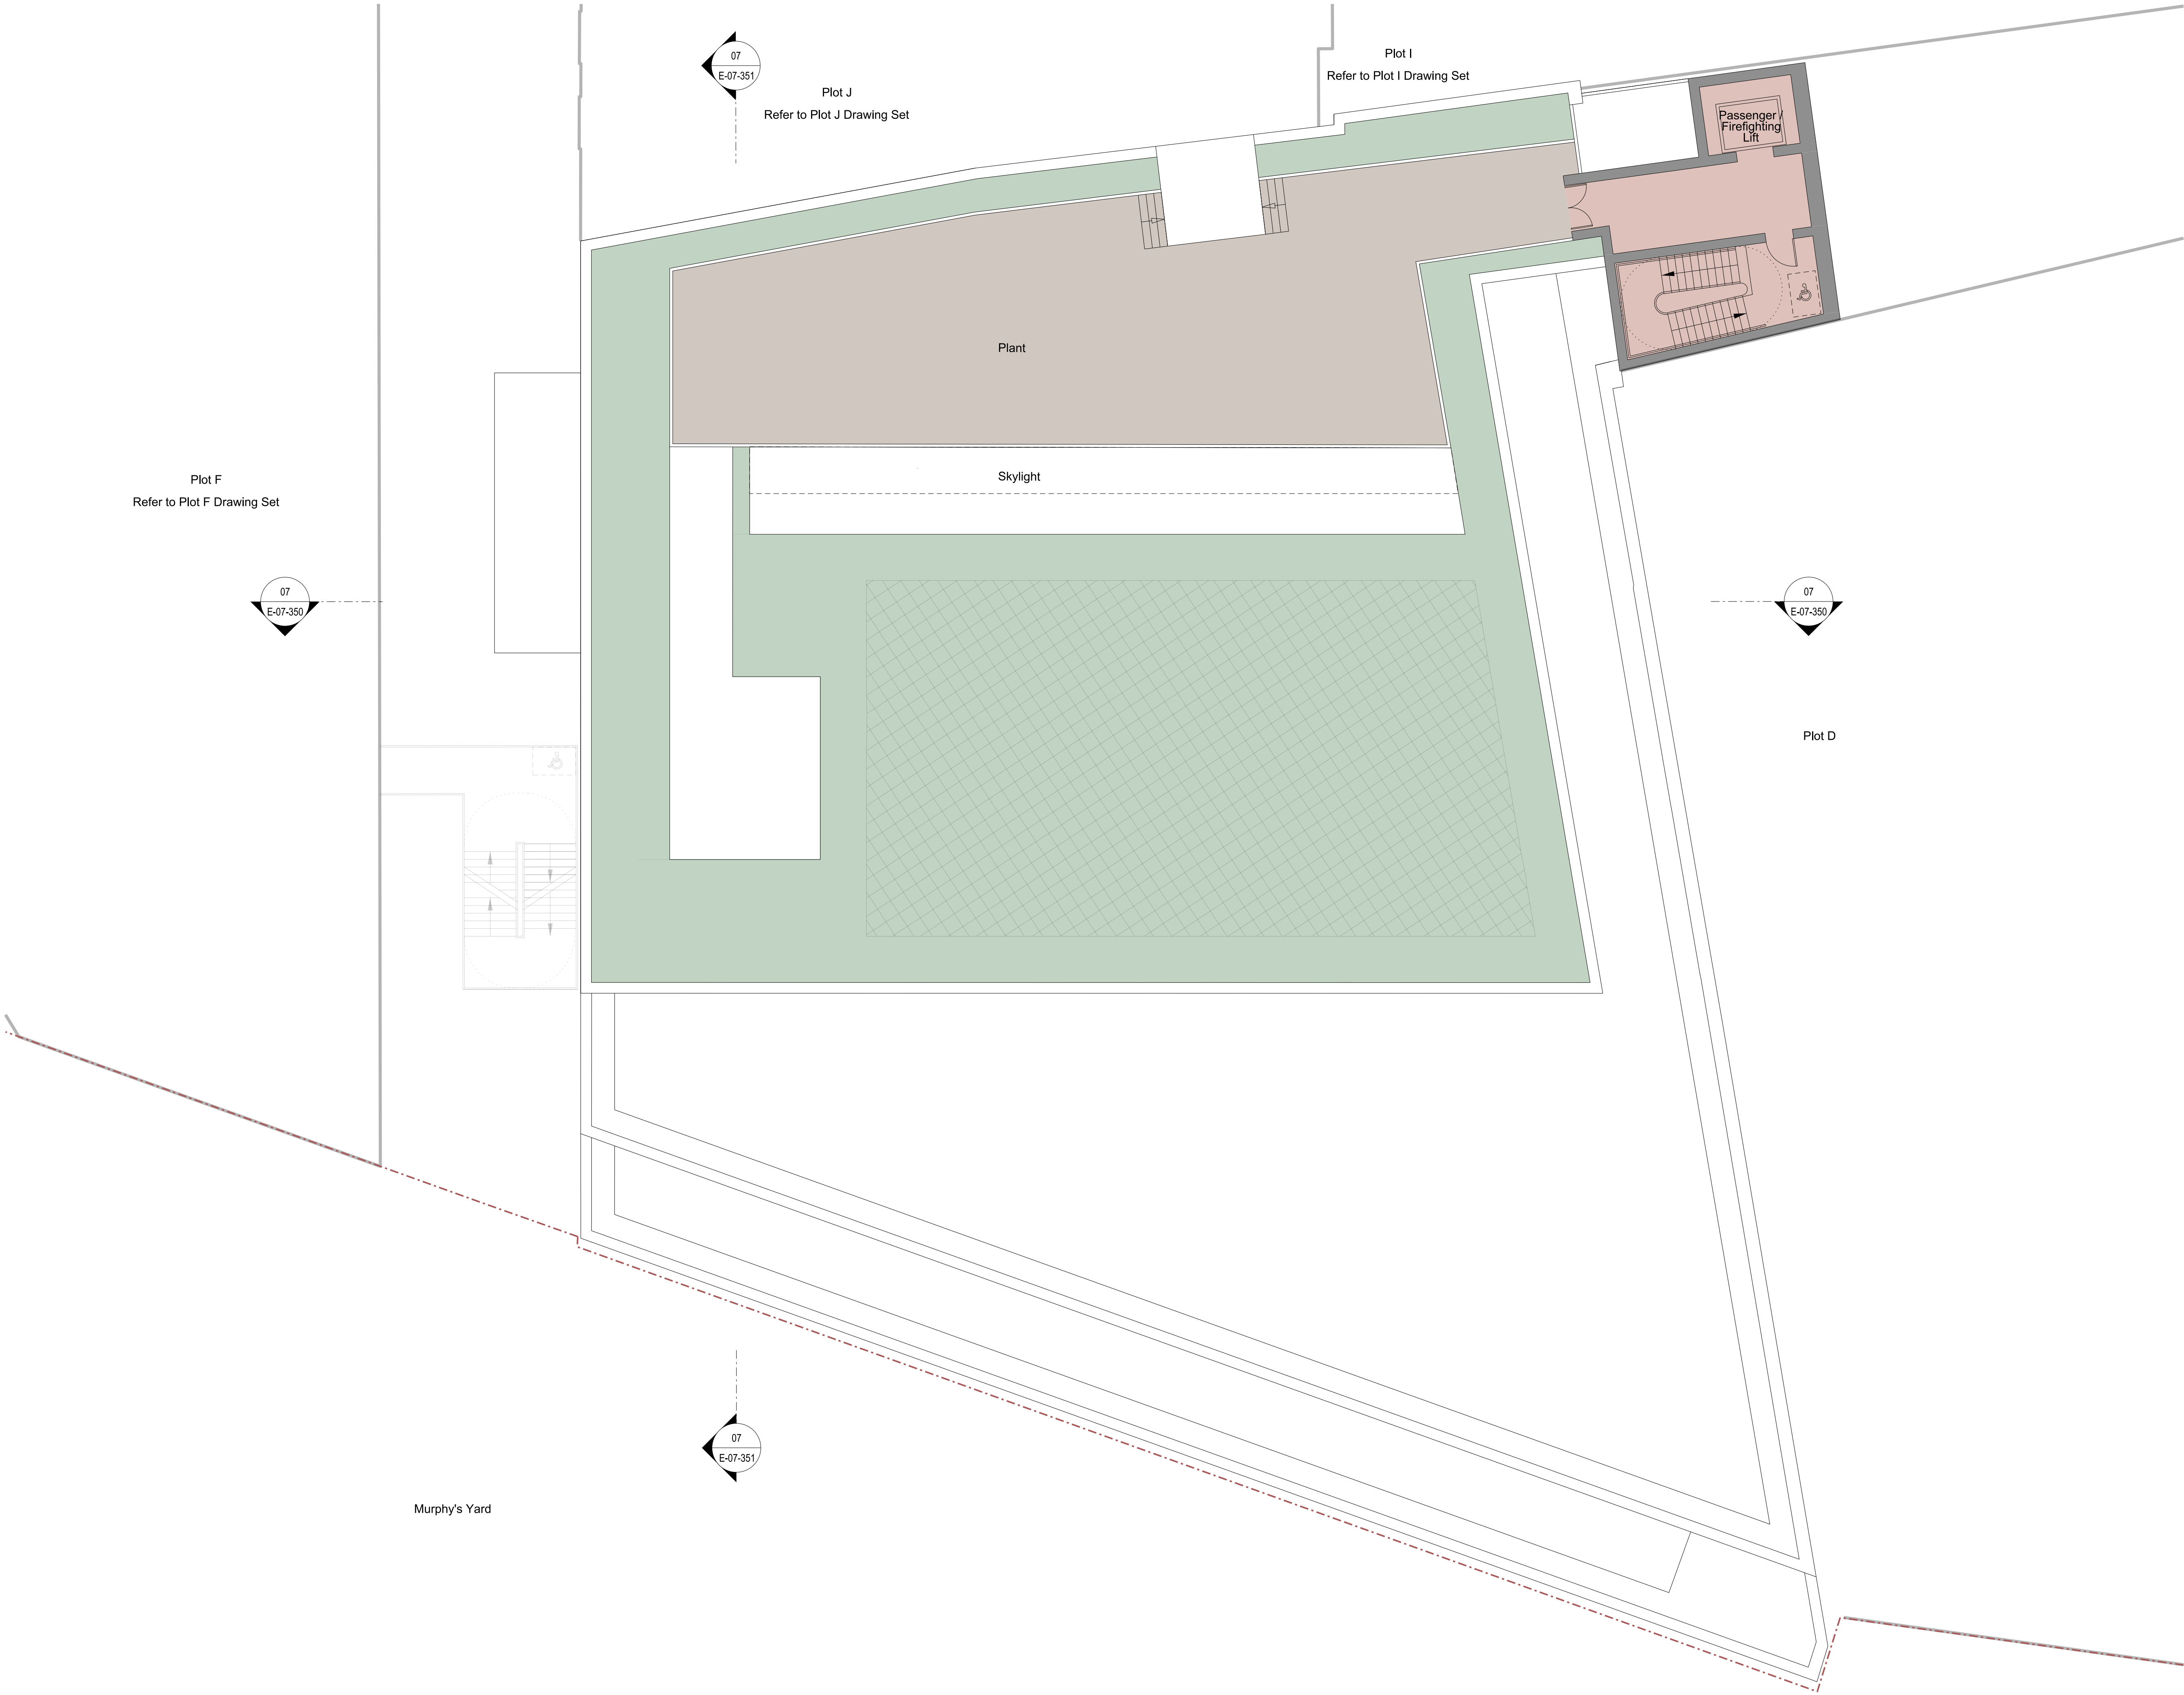 07
E-07-351
Plot J
Refer to Plot J Drawing Set
Plot I
Refer to Plot I Drawing Set
Passenger /
Firefighting
Lift
Plant
Skylight
Plot F
Refer to Plot F Drawing Set
07
E-07-350
07
E-07-350
Plot D
07
E-07-351
Murphy's Yard